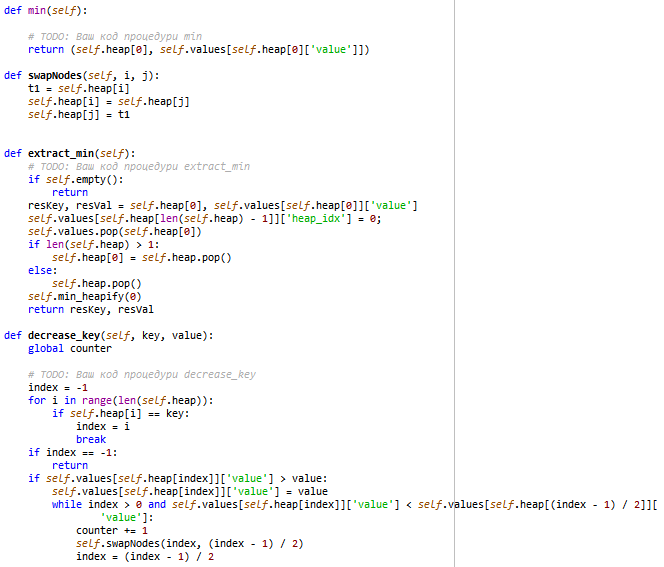 def min(self):
# TODO: Ваш код процедури min
return (self.heap[0], self.values[self.heap[0]['value']])
def swapNodes(self, i, j):
t1 = self.heap[i]
self.heap[i] = self.heap[j]
self.heap[j] = t1
def extract_min(self):
# TODO: Ваш код процедури extract_min
if self.empty():
return
resKey, resVal = self.heap[0], self.values[self.heap[0]]['value']
self.values[self.heap[len(self.heap) - 1]]['heap_idx'] = 0;
self.values.pop(self.heap[0])
if len(self.heap) > 1:
self.heap[0] = self.heap.pop()
else:
self.heap.pop()
self.min_heapify(0)
return resKey, resVal
def decrease_key(self, key, value):
global counter
# TODO: Ваш код процедури decrease_key
index = -1
for i in range(len(self.heap)):
if self.heap[i] == key:
index = i
break
if index == -1:
return
if self.values[self.heap[index]]['value'] > value:
self.values[self.heap[index]]['value'] = value
while index > 0 and self.values[self.heap[index]]['value'] < self.values[self.heap[(index - 1) / 2]][
'value']:
counter += 1
self.swapNodes(index, (index - 1) / 2)
index = (index - 1) / 2